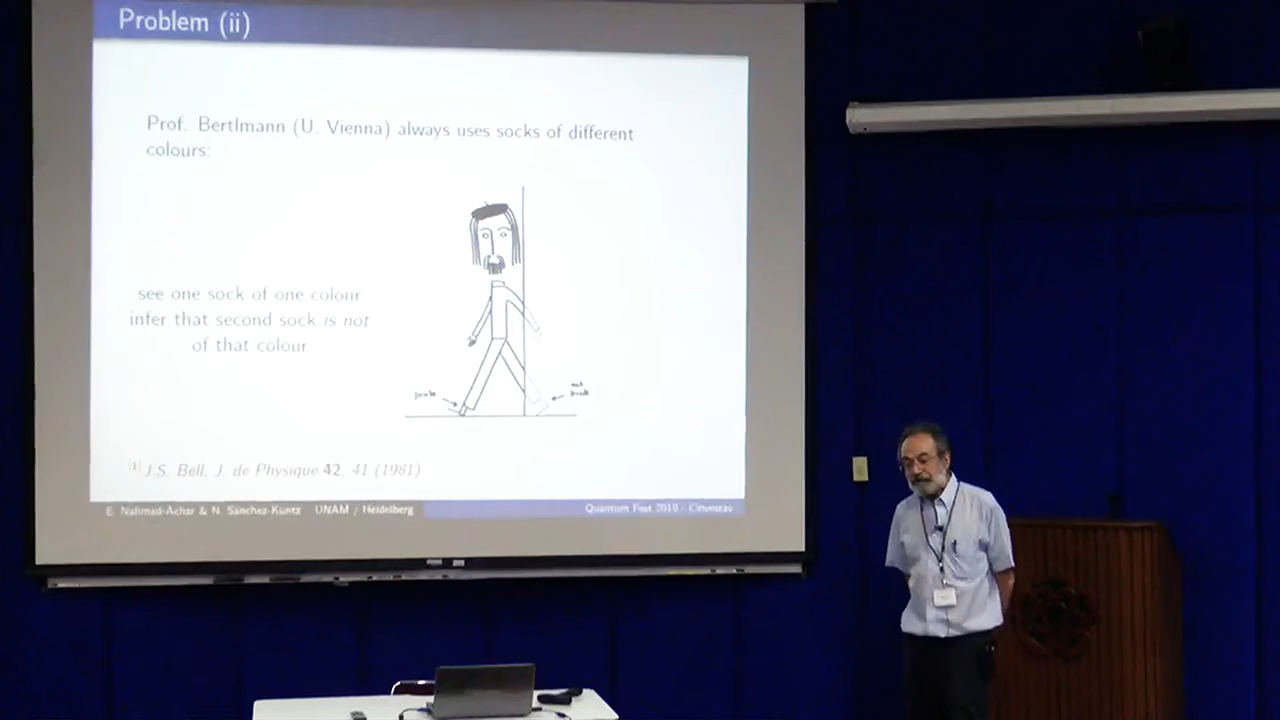 Problem (ii)
Prof. Bertlmann (U. Vienna) always uses socks of different
colours:
see one sock of one colour
infer that second sock is not
of that colour
not
[1] J.S. Bell, J. de Physique 42, 41 (1981)
E. Nahmad-Achar & N. Sánchez-Kuntz UNAM / Heidelberg
Quantum Fest 2019 - Cinvestav